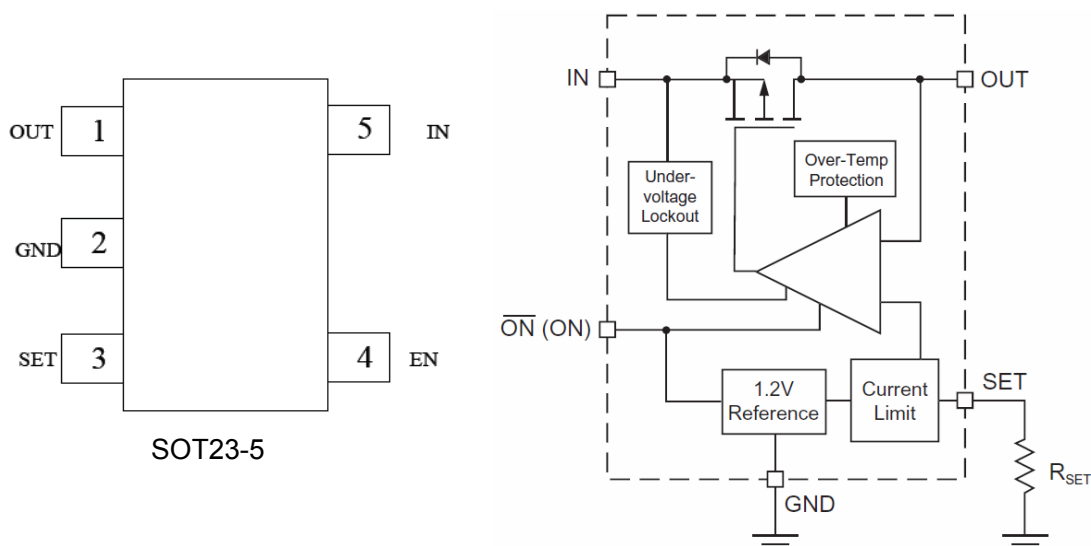 OUT 1
5 IN
GND 2
SET 3
4 EN
SOT23-5
IN
OUT
Under-
voltage
Lockout
Over-Temp
Protection
ON (ON)
1.2V
Reference
Current
Limit
SET
RSET
GND